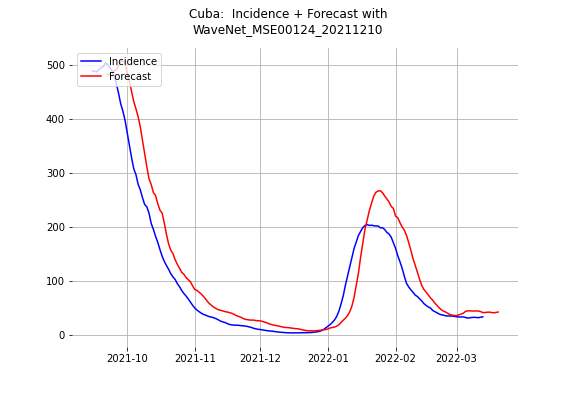 Cuba:  Incidence + Forecast with
WaveNet_MSE00124_20211210
Incidence
Forecast
500
400
300
200
100
0
2021-10 2021-11 2021-12 2022-01 2022-02 2022-03